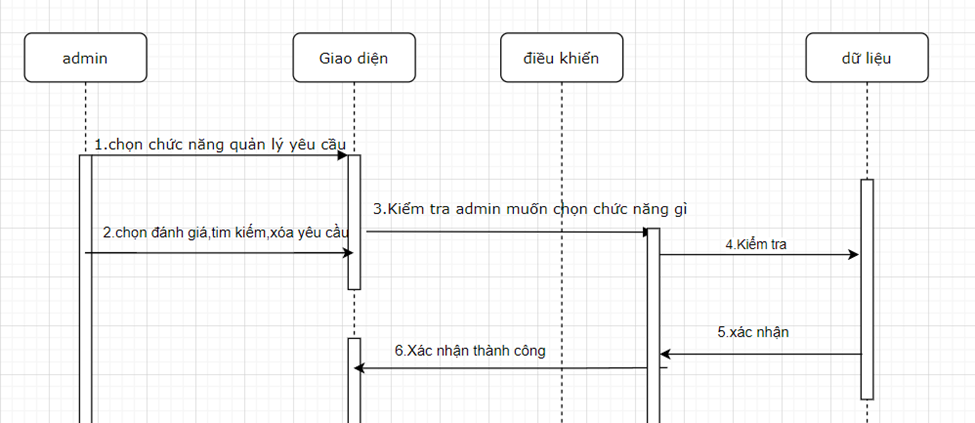 admin
Giao diện
điều khiển
dữ liệu
1.chọn chức năng quản lý yêu cầu
3.Kiểm tra admin muốn chọn chức năng gì
2.chọn đánh giá,tim kiếm,xóa yêu cầu
4.Kiểm tra
5.xác nhận
6.Xác nhận thành công